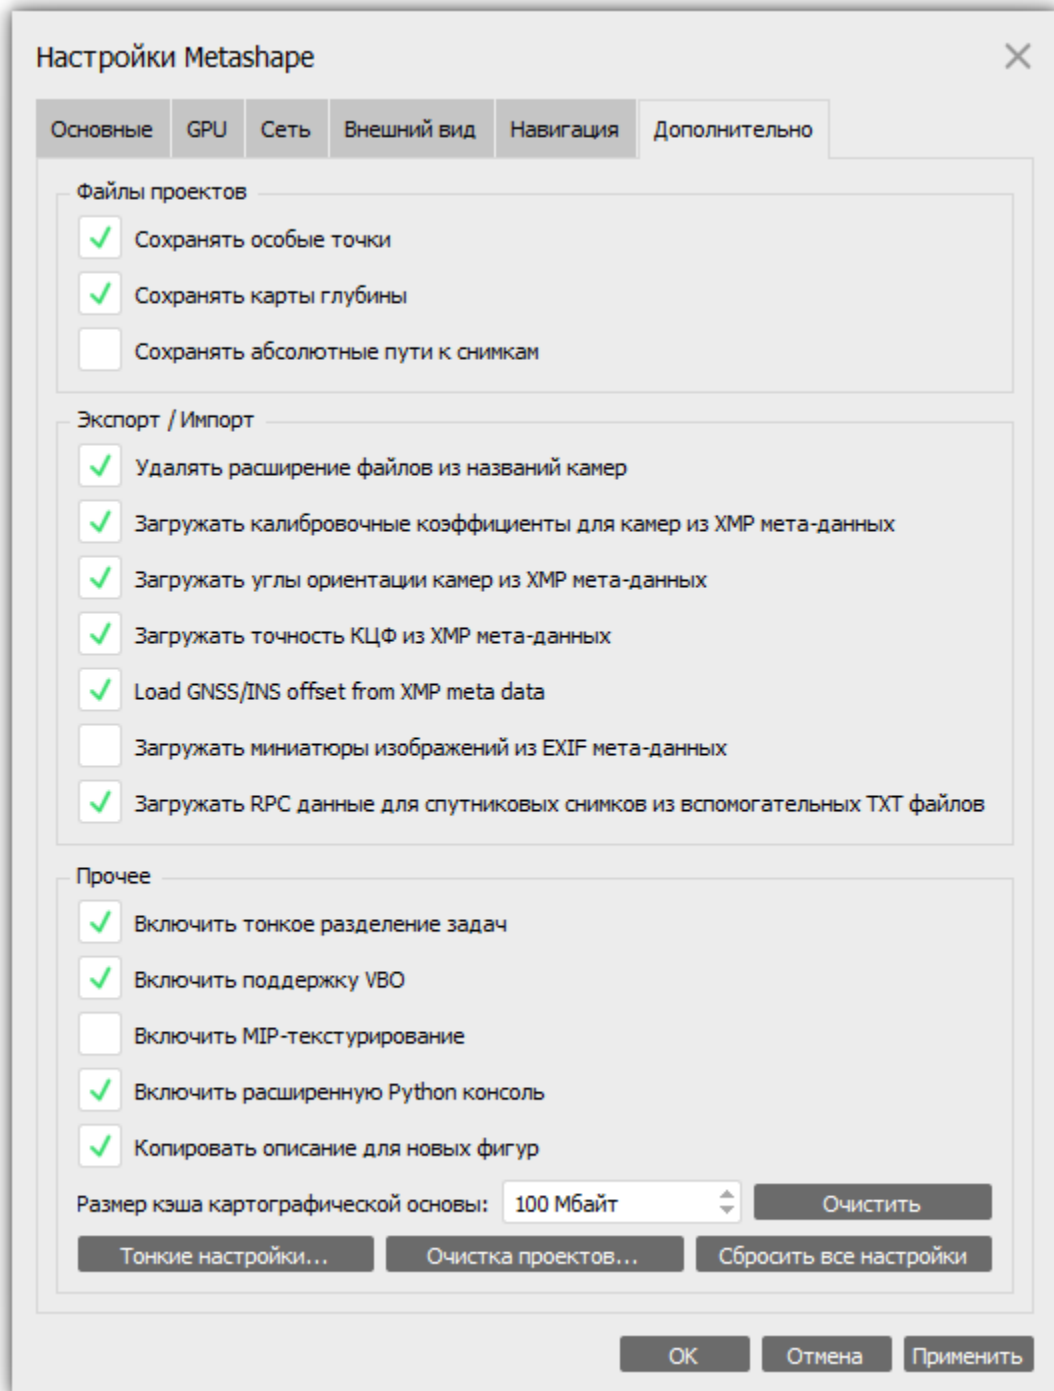 Настройки Metashape
Основные GPU Сеть Внешний вид Навигация Дополнительно
Файлы проектов
Сохранять особые точки
Сохранять карты глубины
Сохранять абсолютные пути к снимкам
Экспорт / Импорт
Удалять расширение файлов из названий камер
Загружать калибровочные коэффициенты для камер из XMP мета-данных
Загружать углы ориентации камер из XMP мета-данных
Загружать точность КЦФ из XMP мета-данных
Load GNSS/INS offset from XMP meta data
Загружать миниатюры изображений из EXIF мета-данных
Загружать RPC данные для спутниковых снимков из вспомогательных TXT файлов
Прочее
Включить тонкое разделение задач
Включить поддержку VBO
Включить MIP-текстурирование
Включить расширенную Python консоль
Копировать описание для новых фигур
Размер кэша картографической основы: 100 Мбайт Очистить
Тонкие настройки... Очистка проектов... Сбросить все настройки
OK Отмена Применить